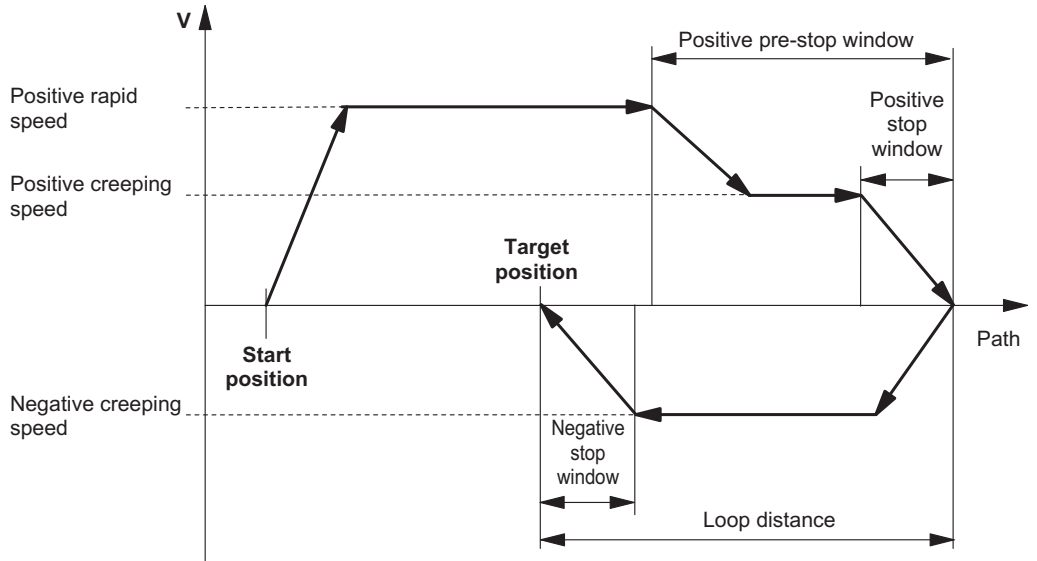 V
Positive pre-stop window
Positive rapid
speed
Positive
stop
window
Positive creeping
speed
Target
position
Path
Start
position
Negative creeping
speed
Negative
stop
window
Loop distance